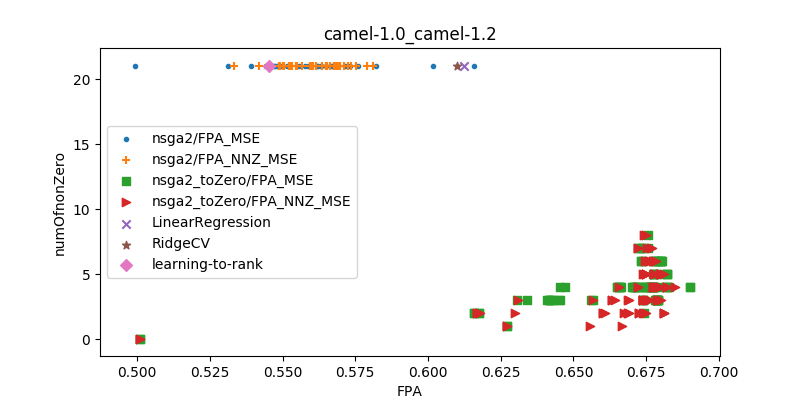 camel-1.0_camel-1.2
numOfnonZero
20
15
10
5
0
nsga2/FPA_MSE
nsga2/FPA_NNZ_MSE
nsga2_toZero/FPA_MSE
nsga2_toZero/FPA_NNZ_MSE
LinearRegression
RidgeCV
learning-to-rank
0.500 0.525 0.550 0.575 0.600 0.625 0.650 0.675 0.700
FPA